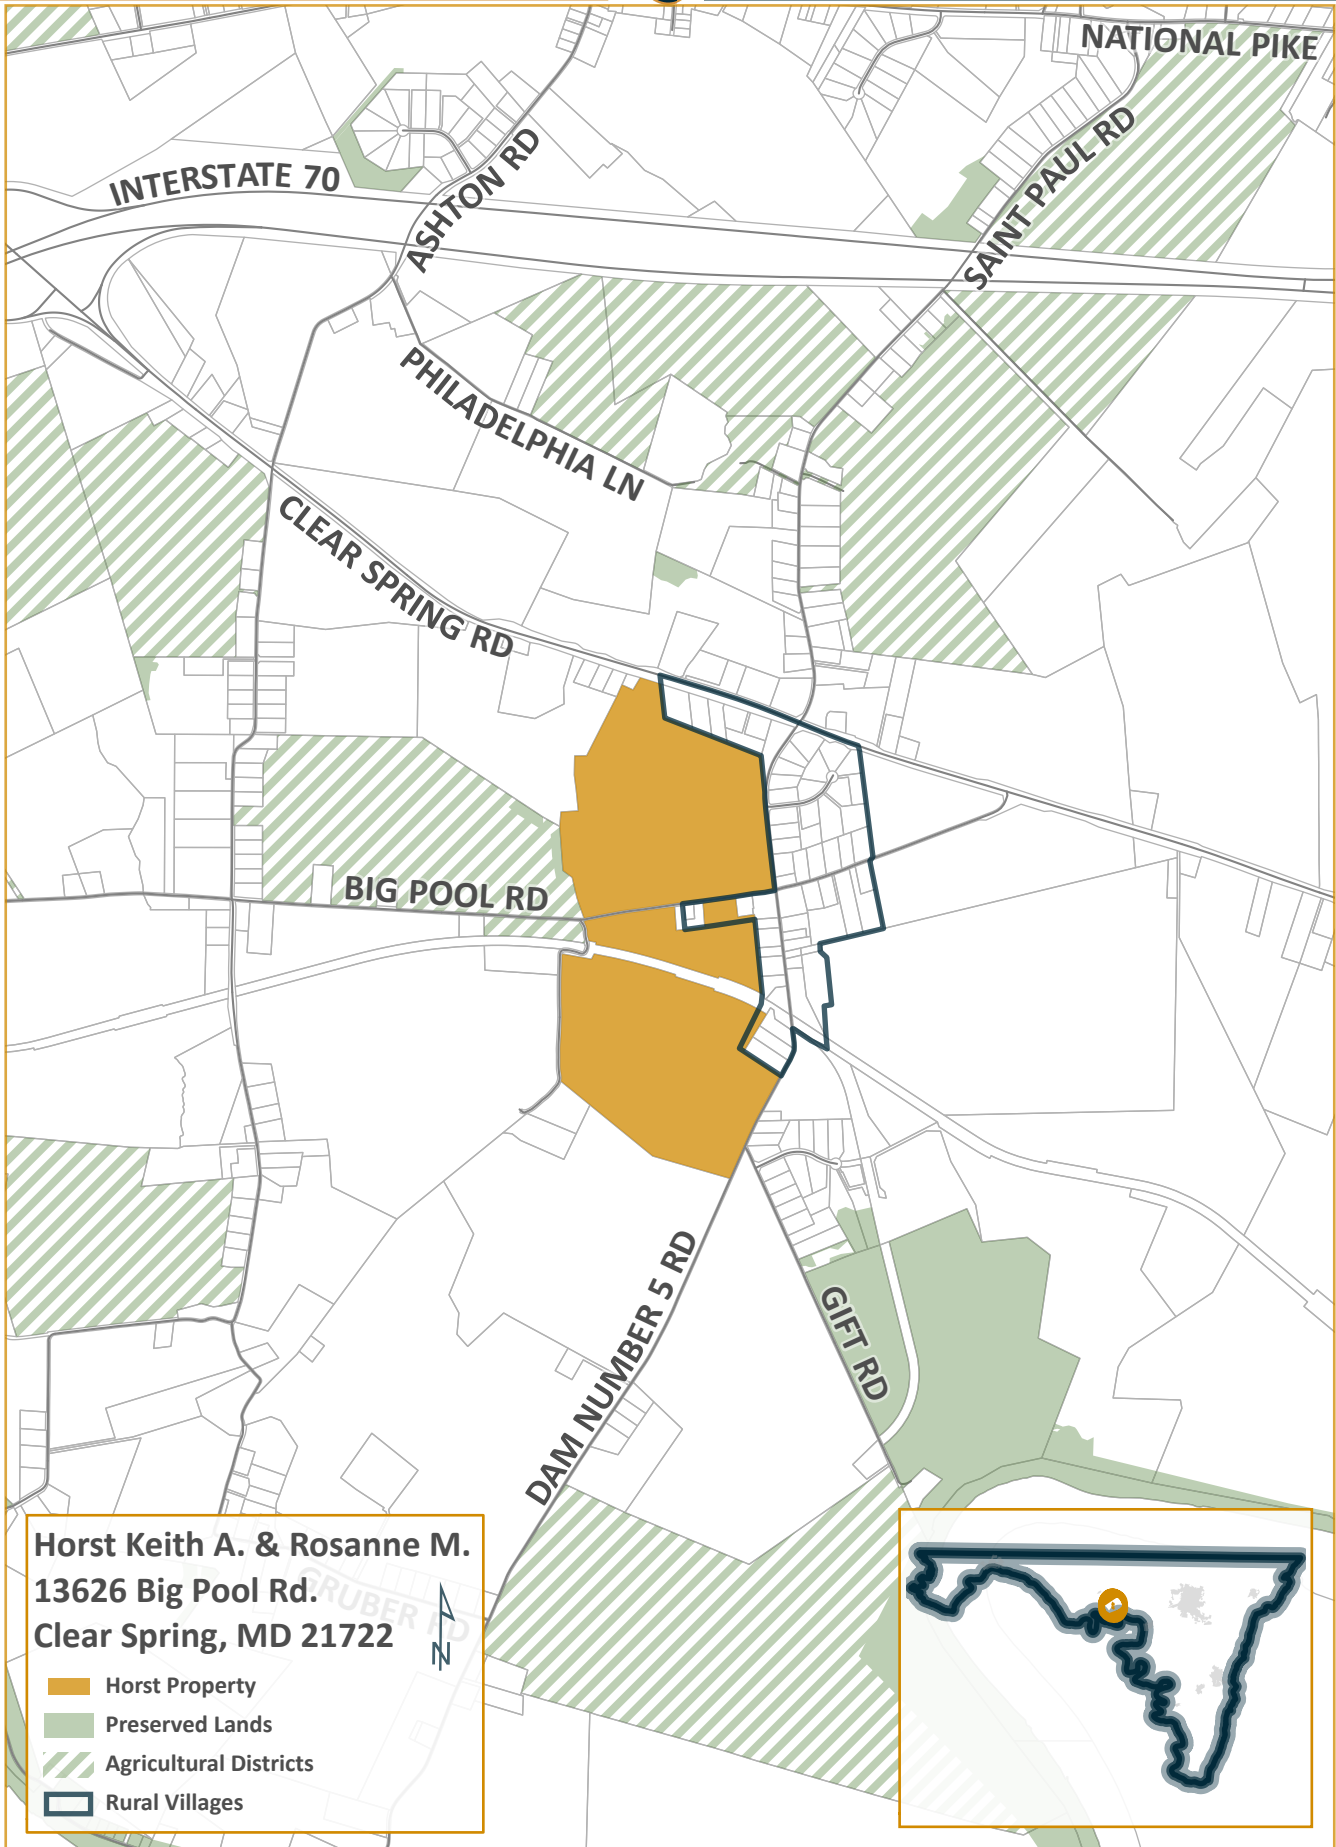 NATIONAL PIKE
INTERSTATE 70
ASHTON RD
SAINT PAUL RD
PHILADELPHIA LN
CLEAR SPRING RD
BIG POOL RD
DAM NUMBER 5 RD
GIFT RD
Horst Keith A. & Rosanne M.
13626 Big Pool Rd.
Clear Spring, MD 21722
GRUBER RD
N
Horst Property
Preserved Lands
Agricultural Districts
Rural Villages